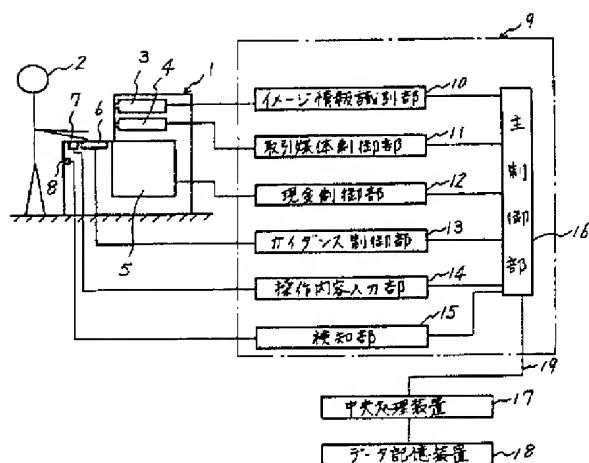 9
2
3
4
1
7
6
8
5
イメージ情報識別部
10
取引媒体制御部
11
現金制御部
12
ガイダンス制御部
13
操作内容入力部
14
検知部
15
主制御部
16
19
中央処理装置
17
データ記憶装置
18